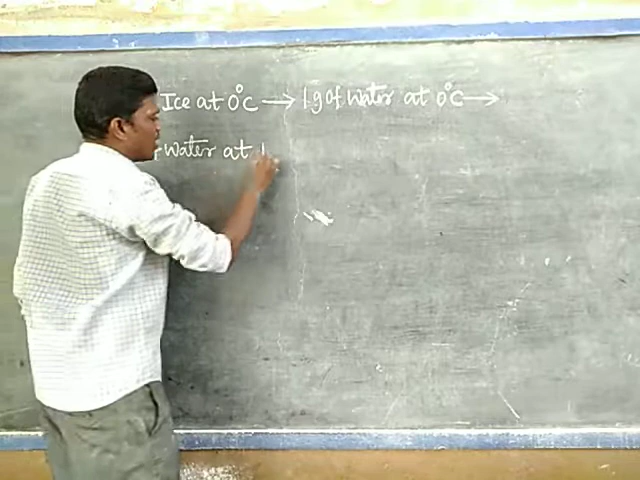 Ice at 0°C → 1g of water at 0°C →
water at 1